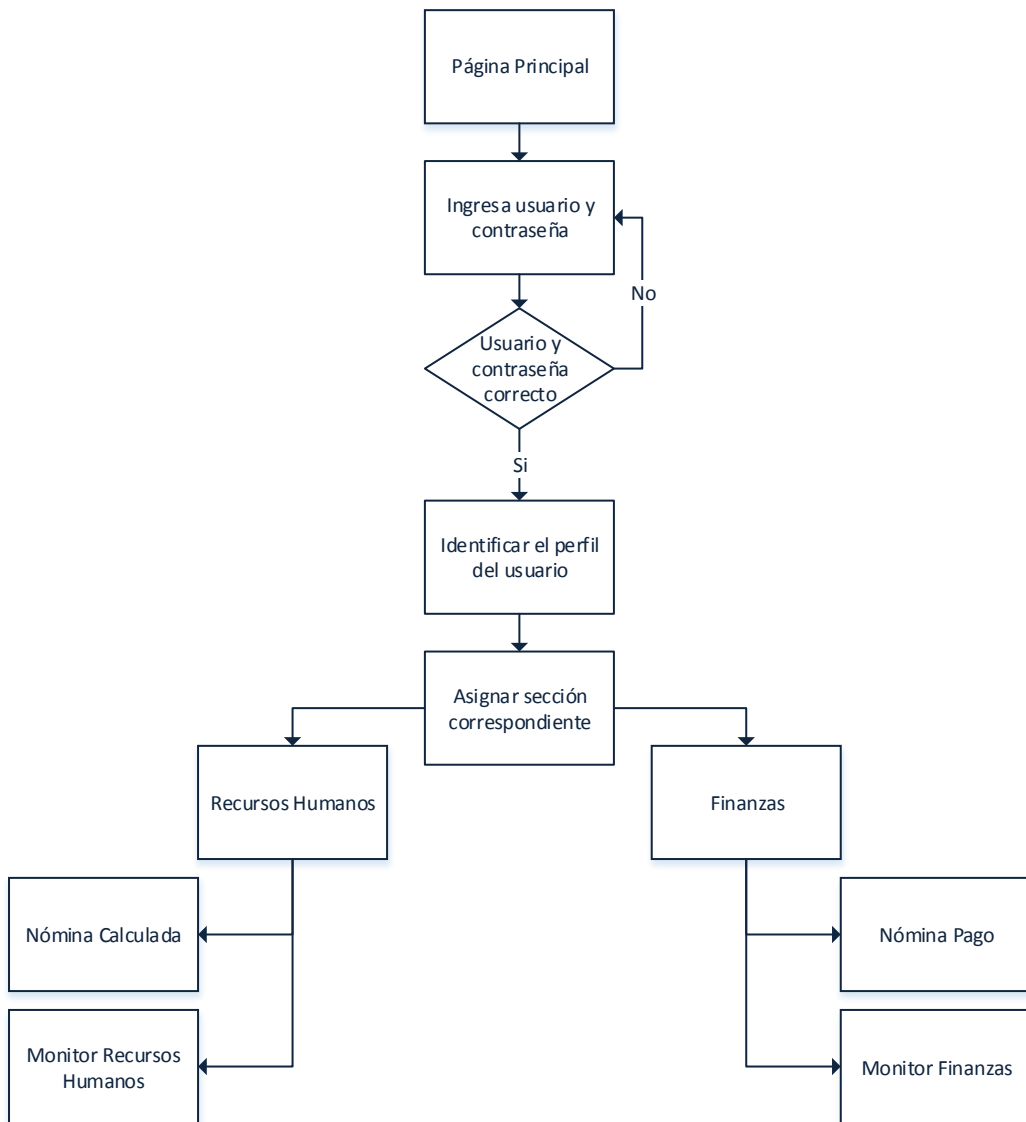 Página Principal
Ingresa usuario y
contraseña
No
Usuario y
contraseña
correcto
Si
Identificar el perfil
del usuario
Asignar sección
correspondiente
Recursos Humanos
Finanzas
Nómina Calculada
Nómina Pago
Monitor Recursos
Humanos
Monitor Finanzas